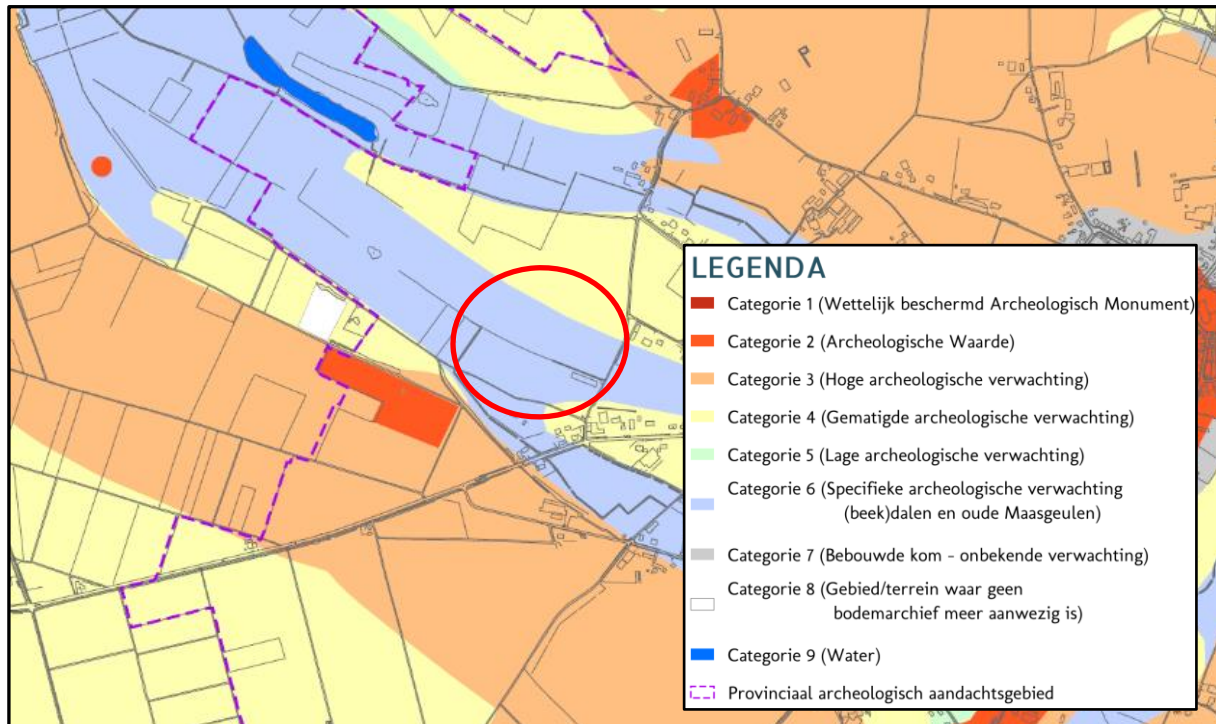 LEGENDA
Categorie 1 (Wettelijk beschermd Archeologisch Monument)
Categorie 2 (Archeologische Waarde)
Categorie 3 (Hoge archeologische verwachting)
Categorie 4 (Gematigde archeologische verwachting)
Categorie 5 (Lage archeologische verwachting)
Categorie 6 (Specifieke archeologische verwachting
(beek)dalen en oude Maasgeulen)
Categorie 7 (Bebouwde kom - onbekende verwachting)
Categorie 8 (Gebied/terrein waar geen
bodemarchief meer aanwezig is)
Categorie 9 (Water)
Provinciaal archeologisch aandachtsgebied